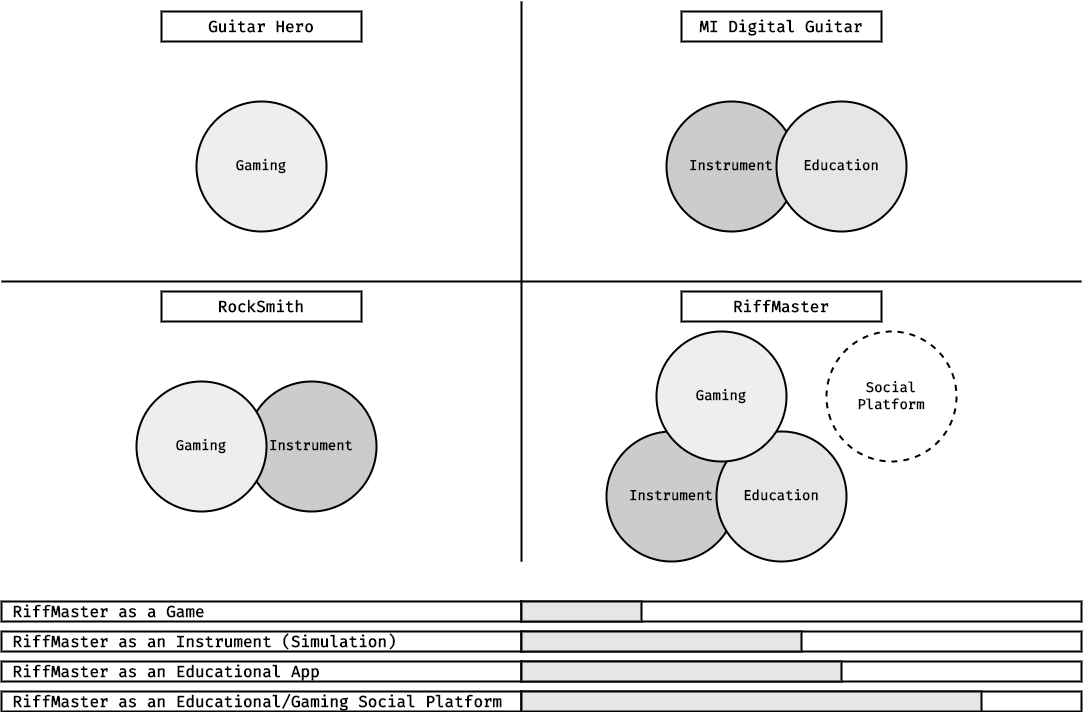 Guitar Hero
Gaming
MI Digital Guitar
Instrument
Education
RockSmith
Gaming
Instrument
RiffMaster
Gaming
Social
Platform
Instrument
Education
RiffMaster as a Game
RiffMaster as an Instrument (Simulation)
RiffMaster as an Educational App
RiffMaster as an Educational/Gaming Social Platform